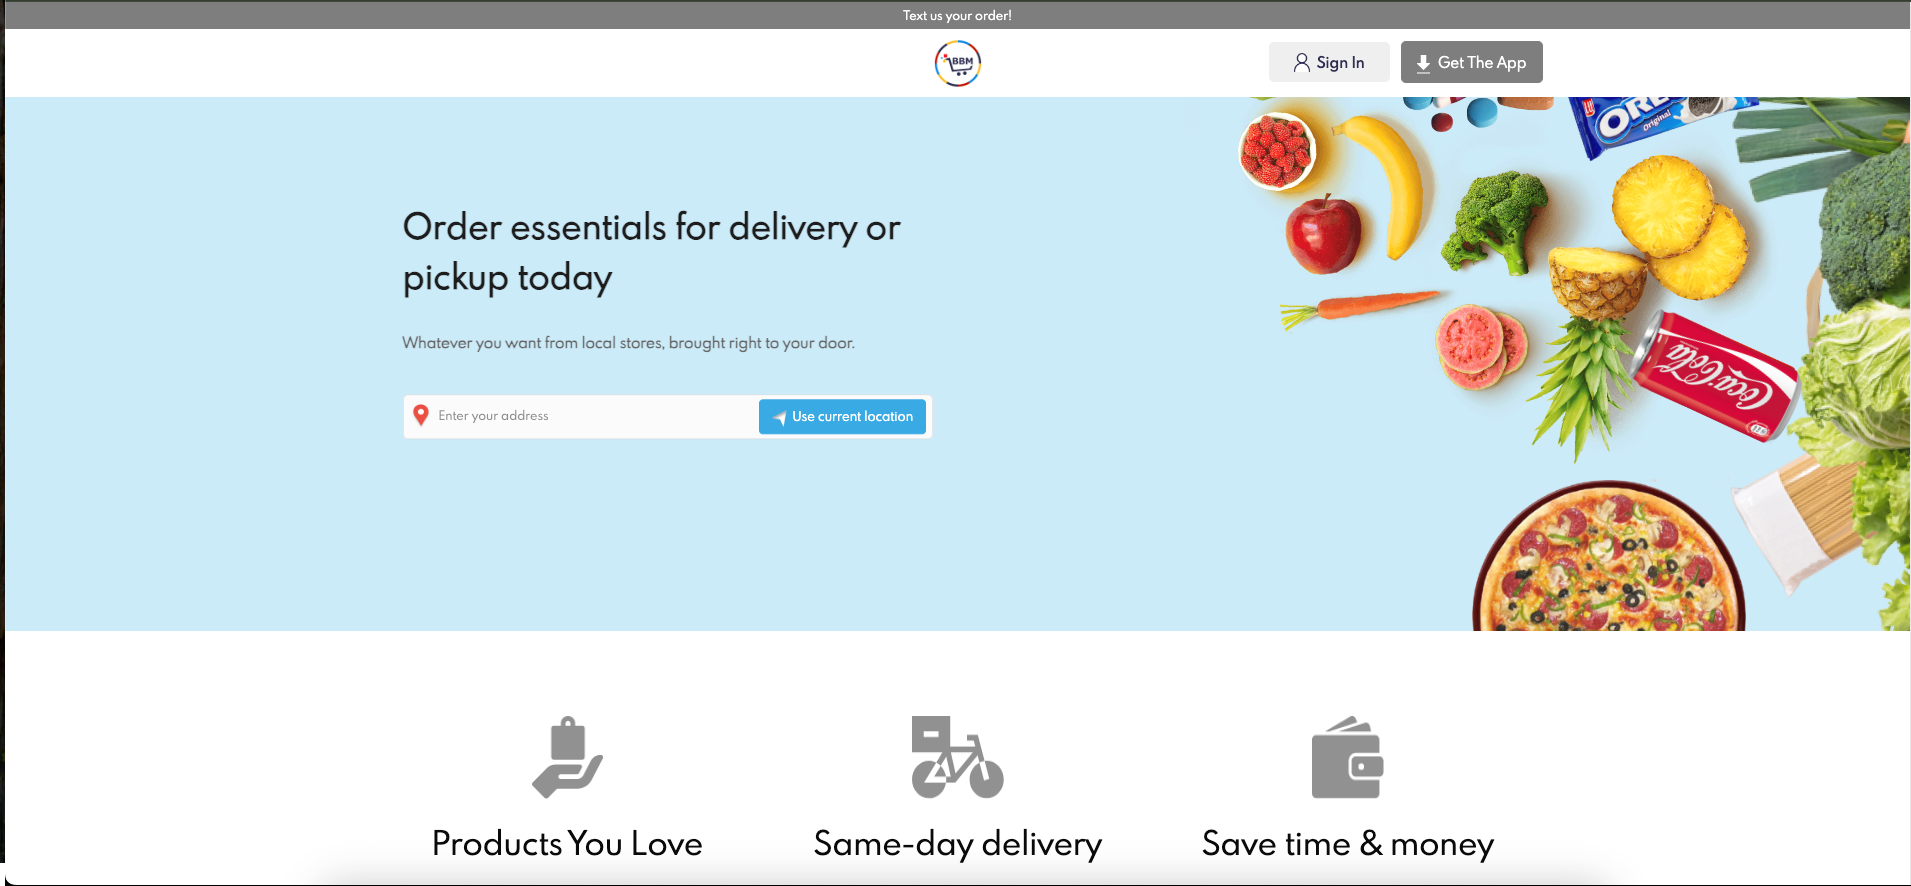 Text us your order!
BBM
Sign In
Get The App
OREO
Original
Order essentials for delivery or
pickup today
Whatever you want from local stores, brought right to your door.
Enter your address
Use current location
Coca-Cola
Products You Love
Same-day delivery
Save time & money